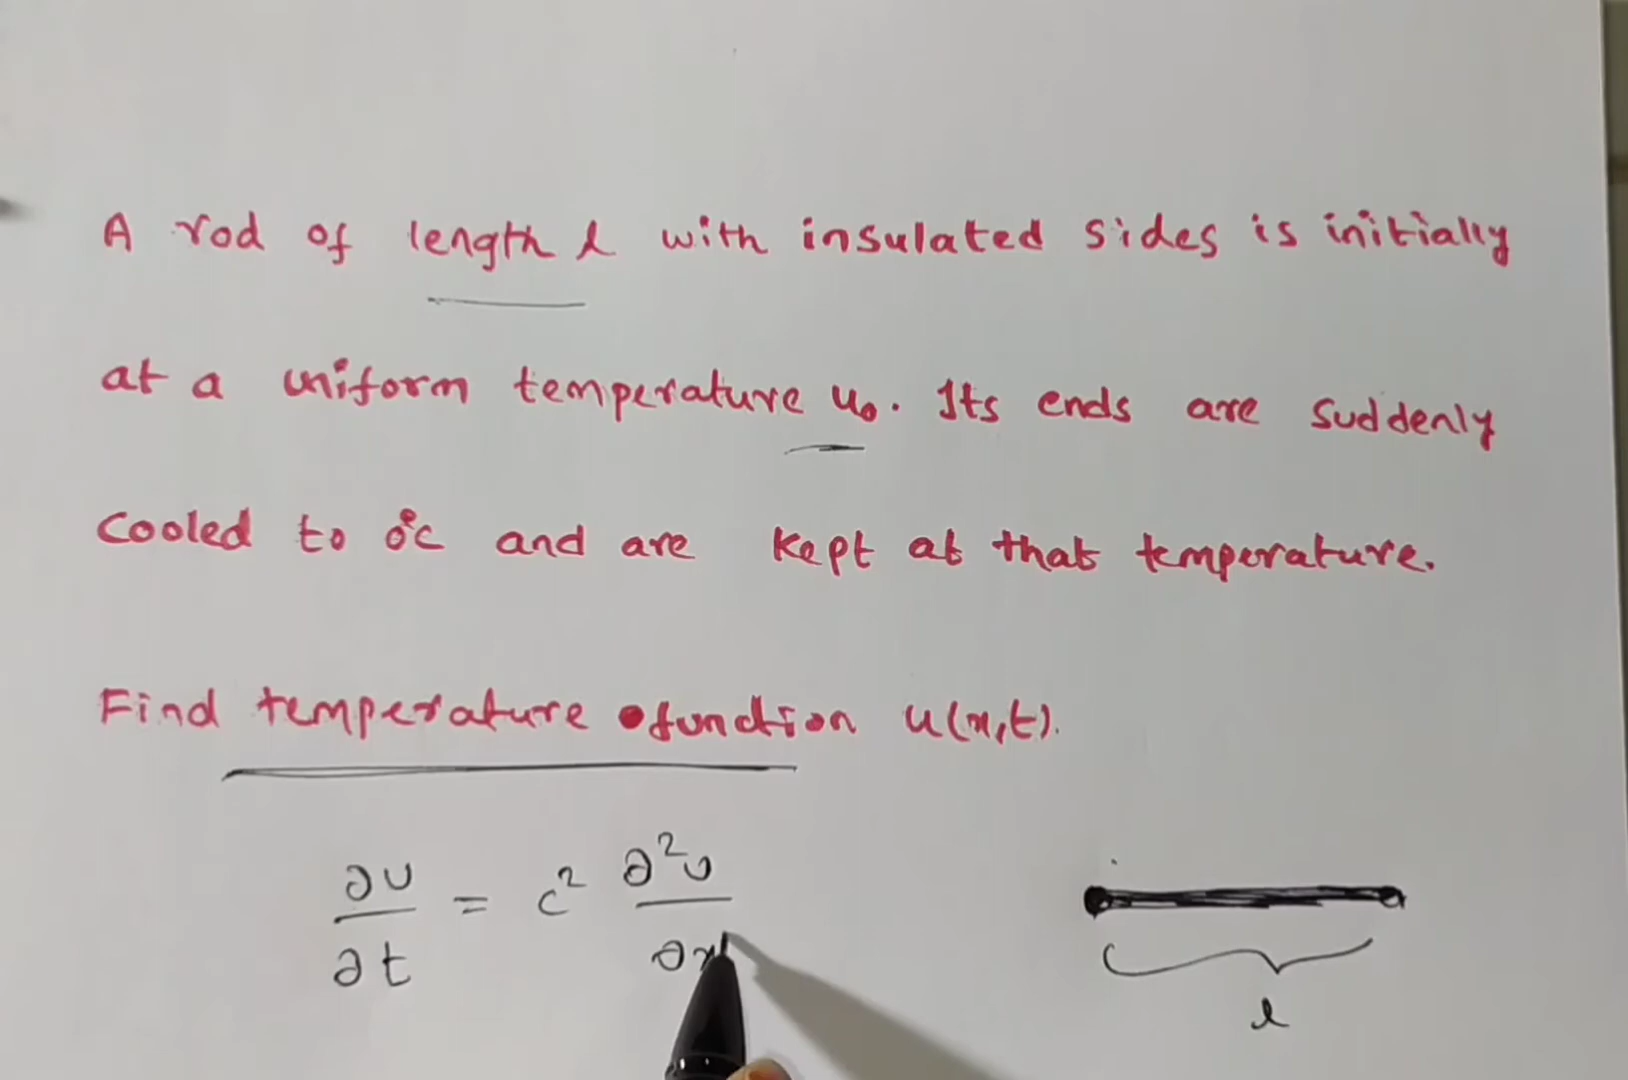 A rod of length l with insulated sides is initially
at a uniform temperature u₀. Its ends are suddenly
Cooled to 0°c and are kept at that temperature.
Find temperature function u(x,t).
∂u/∂t = c² ∂²u/∂x
l